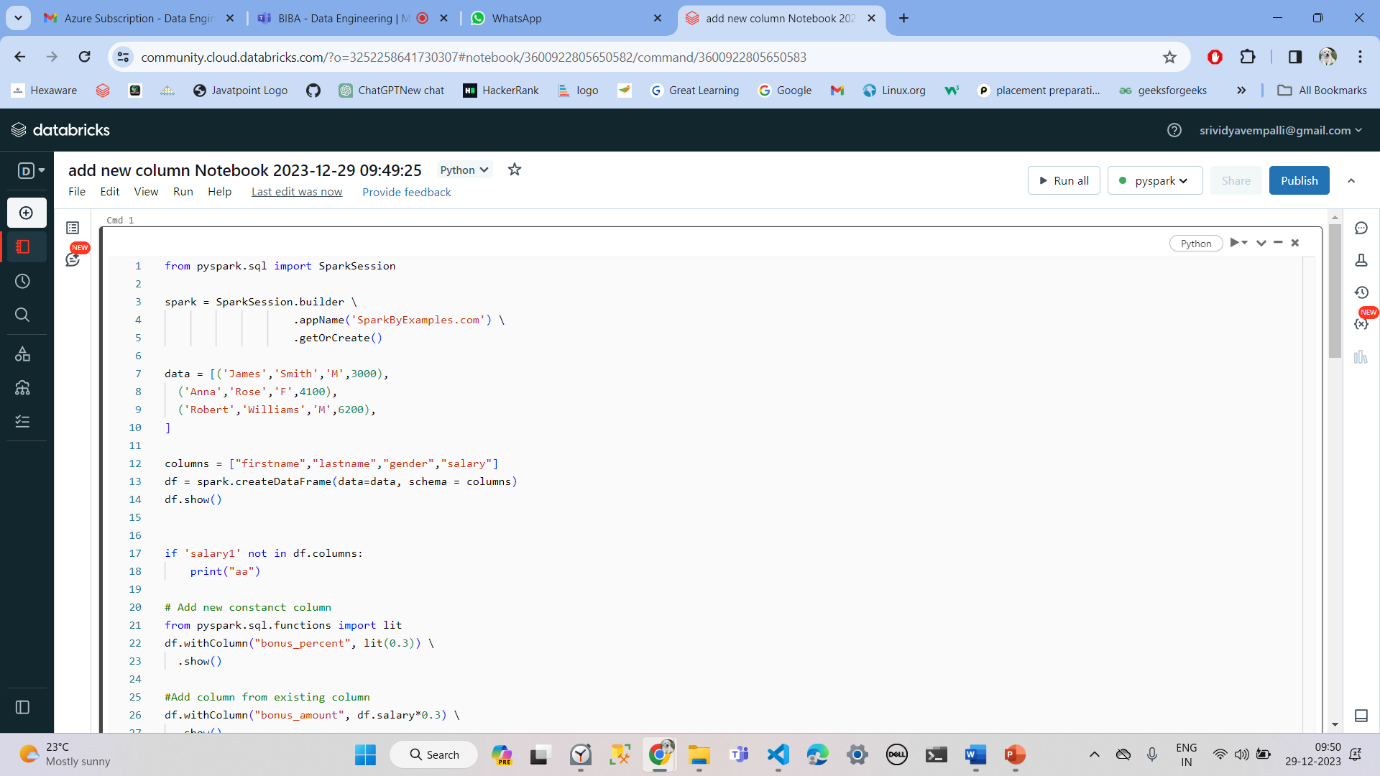 Azure Subscription - Data Engin
BIBA - Data Engineering | M
WhatsApp
add new column Notebook 202
community.cloud.databricks.com/?o=3252258641730307#notebook/3600922805650582/command/3600922805650583
Hexaware
Javatpoint Logo
ChatGPTNew chat
HackerRank
logo
Great Learning
Google
Linux.org
placement preparati...
geeksforgeeks
All Bookmarks
databricks
srividyavempalli@gmail.com
D
add new column Notebook 2023-12-29 09:49:25
Python
File Edit View Run Help Last edit was now Provide feedback
Run all
pyspark
Share
Publish
NEW
Cmd 1
Python
NEW
1 from pyspark.sql import SparkSession
2
3 spark = SparkSession.builder \
4 .appName('SparkByExamples.com') \
5 .getOrCreate()
6
7 data = [('James','Smith','M',3000),
8 ('Anna','Rose','F',4100),
9 ('Robert','Williams','M',6200),
10 ]
11
12 columns = ["firstname","lastname","gender","salary"]
13 df = spark.createDataFrame(data=data, schema = columns)
14 df.show()
15
16
17 if 'salary1' not in df.columns:
18 print("aa")
19
20 # Add new constanct column
21 from pyspark.sql.functions import lit
22 df.withColumn("bonus_percent", lit(0.3)) \
23 .show()
24
25 #Add column from existing column
26 df.withColumn("bonus_amount", df.salary*0.3) \
27 .show()
23°C
Mostly sunny
Search
PRE
DELL
ENG
IN
09:50
29-12-2023